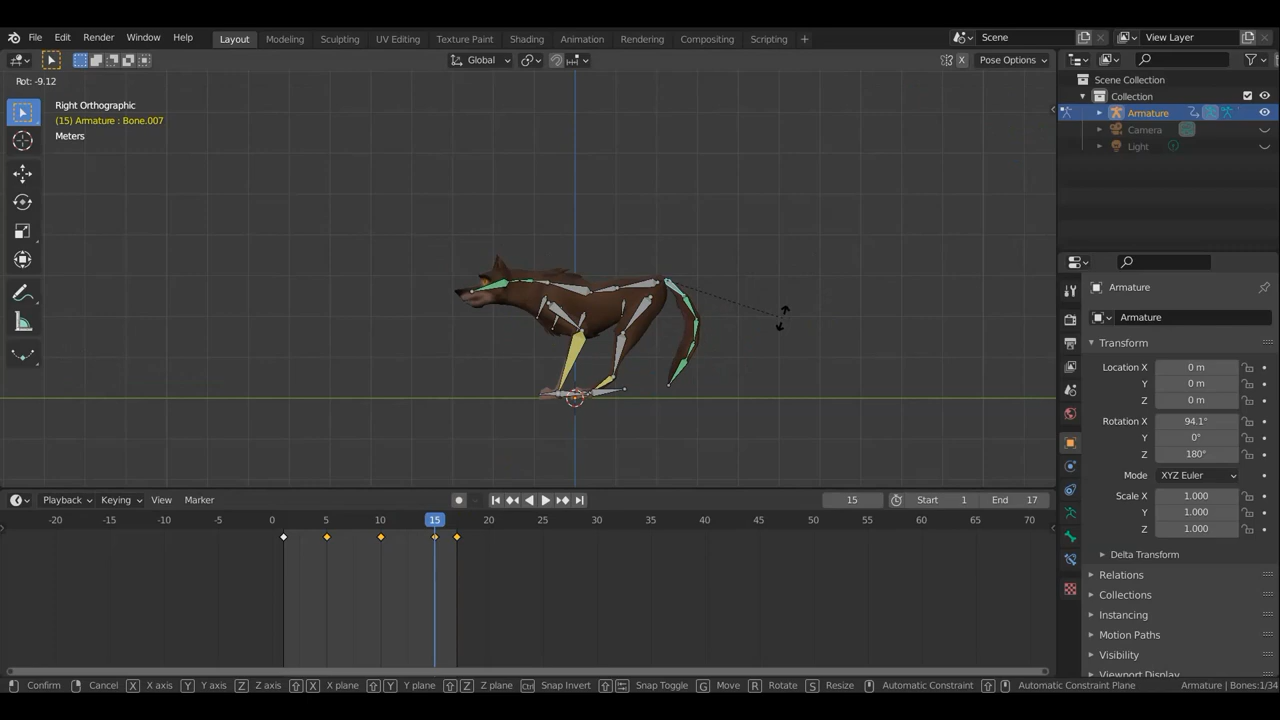 File Edit Render Window Help Layout Modeling Sculpting UV Editing Texture Paint Shading Animation Rendering Compositing Scripting + Scene View Layer
Global X Pose Options
Rot: -9.12
Right Orthographic
(15) Armature : Bone.007
Meters
Scene Collection
Collection
Armature
Camera
Light
Armature
Armature
Transform
Location X 0 m
Y 0 m
Z 0 m
Rotation X 94.1°
Y 0°
Z 180°
Mode XYZ Euler
Scale X 1.000
Y 1.000
Z 1.000
Delta Transform
Relations
Collections
Instancing
Motion Paths
Visibility
Viewport Display
Playback Keying View Marker 15 Start 1 End 17
-20 -15 -10 -5 0 5 10 15 20 25 30 35 40 45 50 55 60 65 70
Confirm Cancel X X axis Y Y axis Z Z axis X X plane Y Y plane Z Z plane Ctrl Snap Invert Snap Toggle G Move R Rotate S Resize Automatic Constraint Automatic Constraint Plane Armature | Bones:1/34